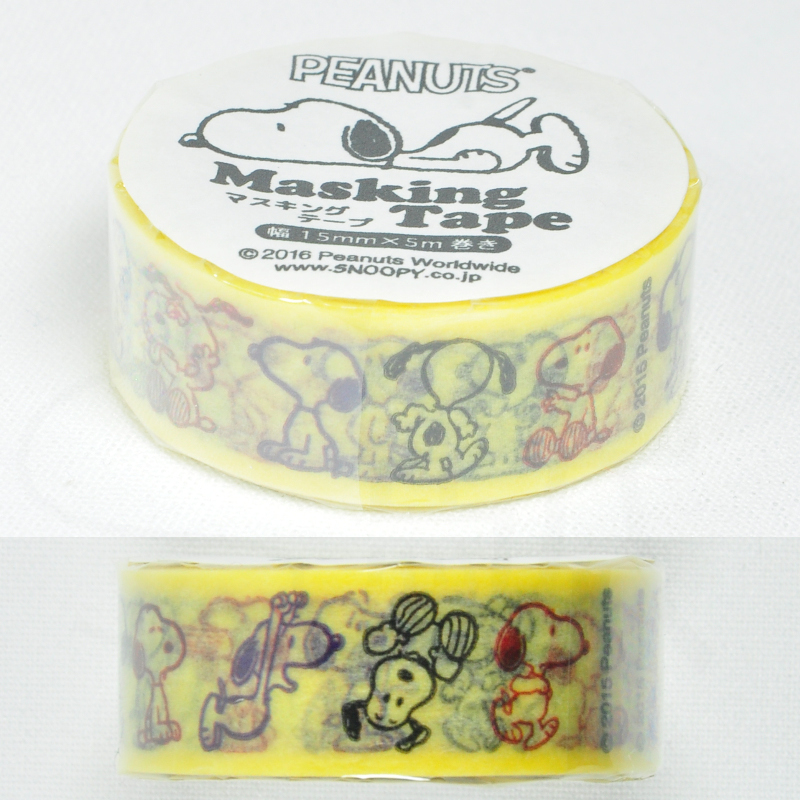 PEANUTS®
Masking
マスキング
テープ Tape
幅 15mm×5m 巻き
©2016 Peanuts Worldwide
www.SNOOPY.co.jp
© 2015 Peanuts
© 2015 Peanuts